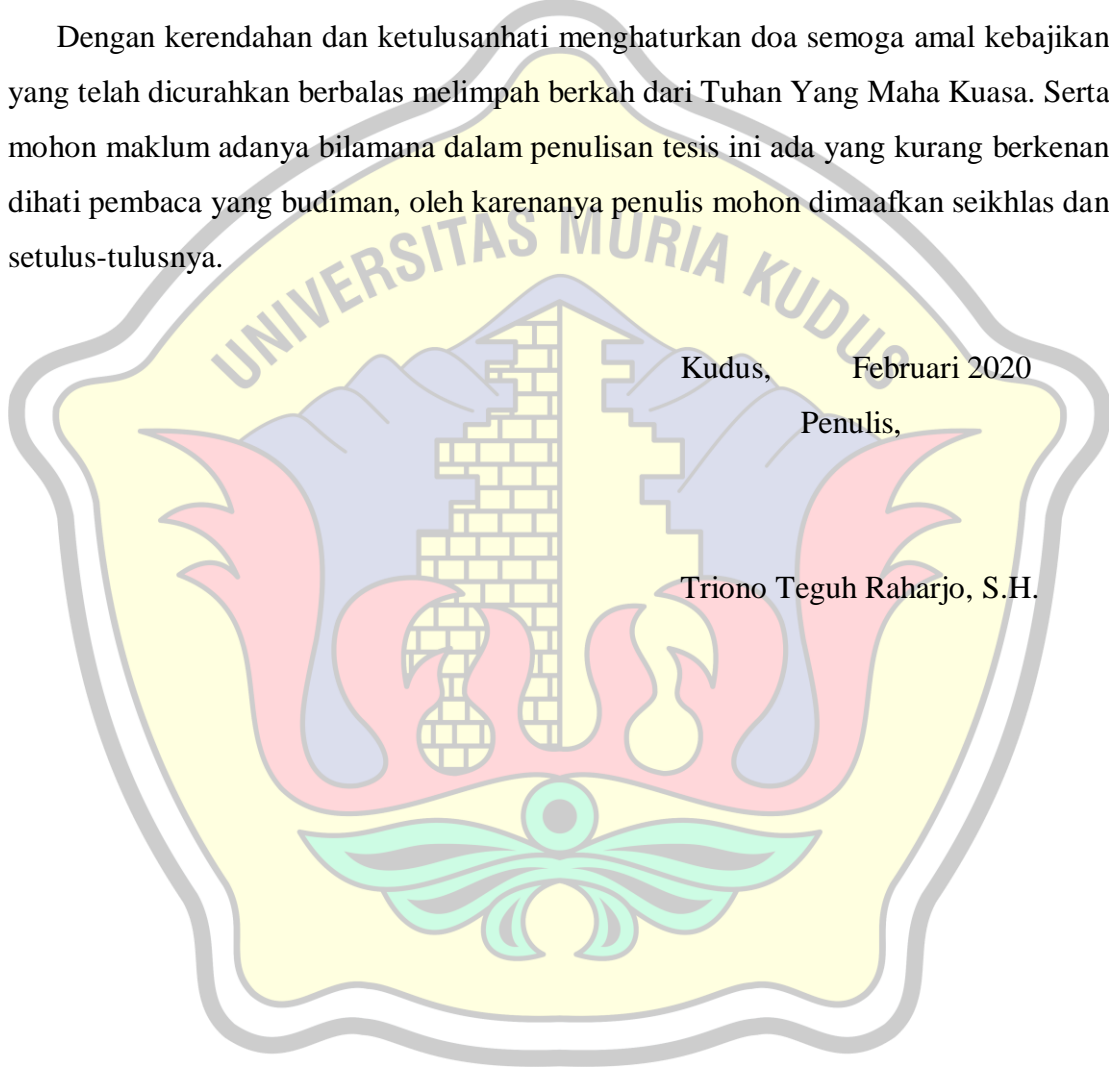 Dengan kerendahan dan ketulusanhati menghaturkan doa semoga amal kebajikan
yang telah dicurahkan berbalas melimpah berkah dari Tuhan Yang Maha Kuasa. Serta
mohon maklum adanya bilamana dalam penulisan tesis ini ada yang kurang berkenan
dihati pembaca yang budiman, oleh karenanya penulis mohon dimaafkan seikhlas dan
setulus-tulusnya.
UNIVERSITAS MURIA KUDUS
Kudus, Februari 2020
Penulis,
Triono Teguh Raharjo, S.H.